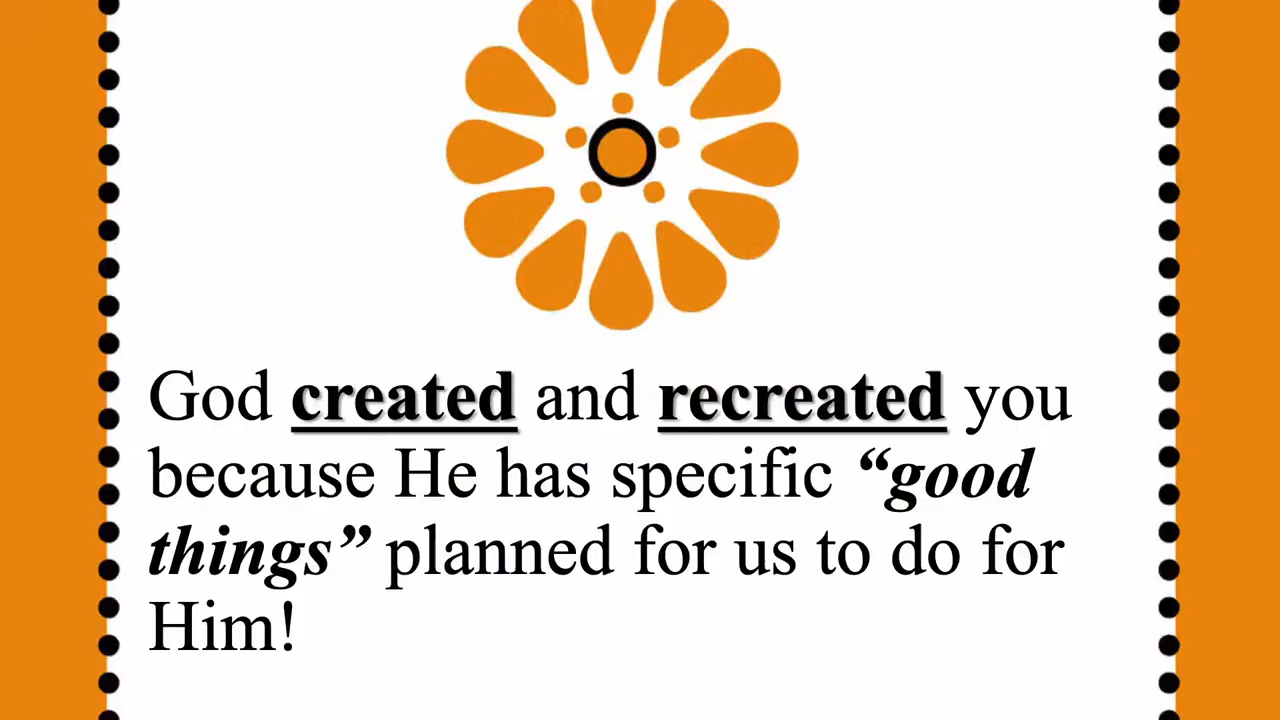 God created and recreated you
because He has specific “good
things” planned for us to do for
Him!